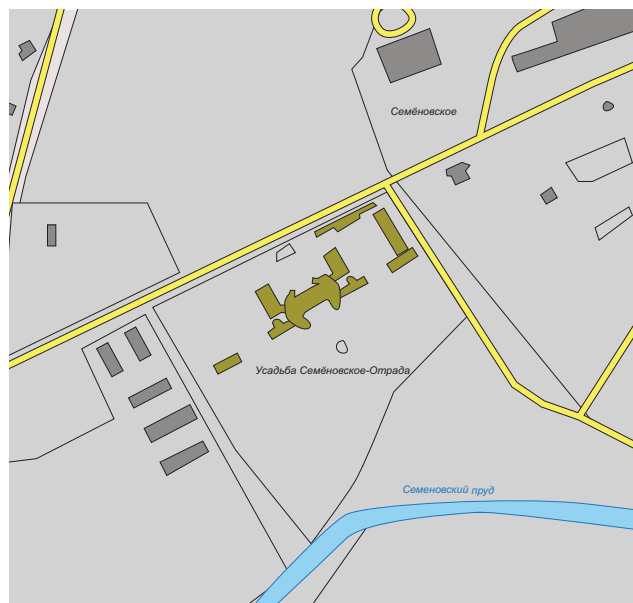 Семёновское
Усадьба Семёновское-Отрада
Семеновский пруд